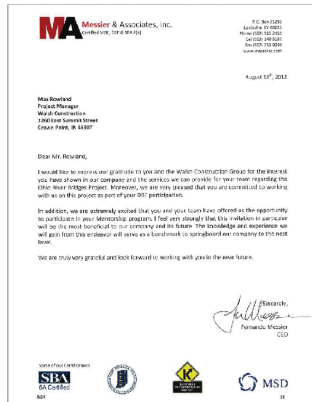 MA Messier & Associates, Inc.
August 10th, 2012
Max Rowland
Project Manager
Walsh Construction
1260 East Summit Street
Crown Point, IN 46307
Dear Mr. Rowland,
I would like to express our gratitude to you and the Walsh Construction Group for the interest
you have shown in our company and the services we can provide for your team regarding the
Ohio River Bridges Project. Moreover, we are very pleased that you are committed to working
with us on this project as part of your DBE participation.
In addition, we are extremely excited that you and your team have offered us the opportunity
to participate in your Mentorship program. I feel very strongly that this invitation in particular
will be the most beneficial to our company and its future. The knowledge and experience we
will gain from this endeavor will serve as a benchmark to springboard our company to the next
level.
We are truly very grateful and look forward to working with you in the near future.
Sincerely,
Fernando Messier
CEO
Some of our Certifications
SBA
8A Certified
K
MSD